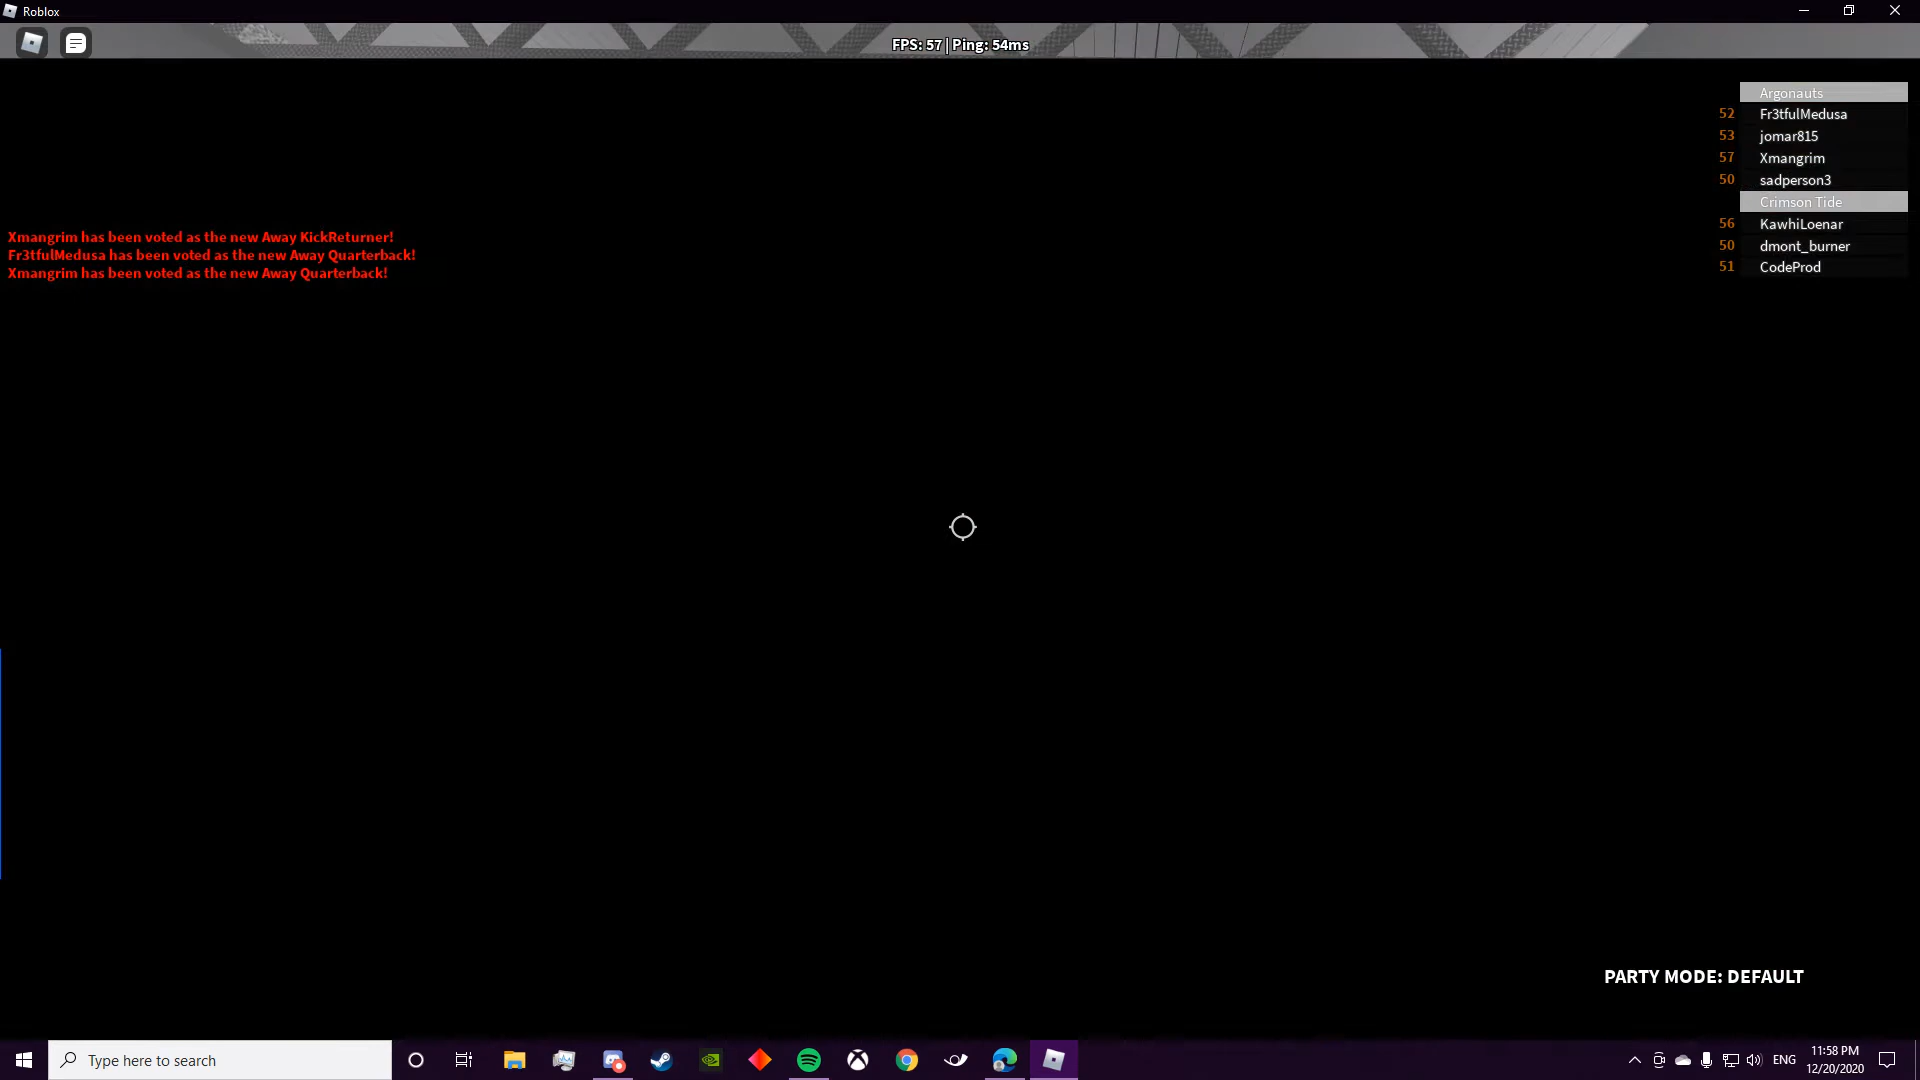 Roblox
FPS: 57 | Ping: 54ms
Argonauts
52 Fr3tfulMedusa
53 jomar815
57 Xmangrim
50 sadperson3
Crimson Tide
56 KawhiLoenar
50 dmont_burner
51 CodeProd
Xmangrim has been voted as the new Away KickReturner!
Fr3tfulMedusa has been voted as the new Away Quarterback!
Xmangrim has been voted as the new Away Quarterback!
PARTY MODE: DEFAULT
Type here to search
ENG
11:58 PM
12/20/2020